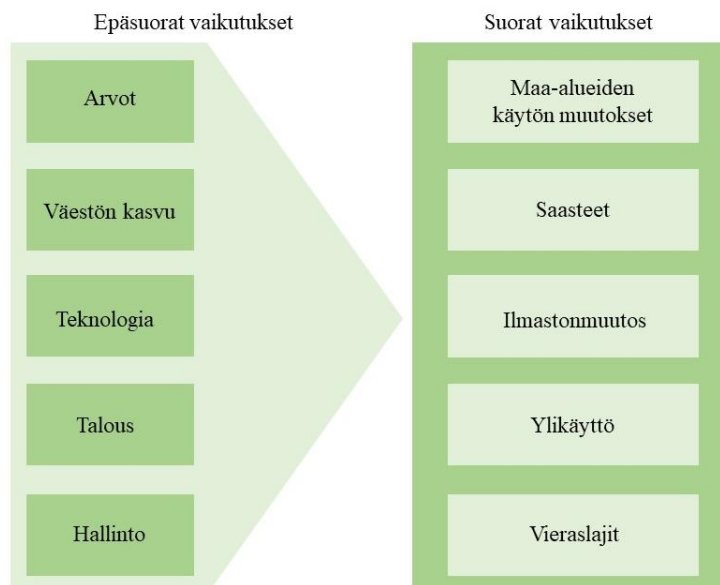 Epäsuorat vaikutukset
Arvot
Väestön kasvu
Teknologia
Talous
Hallinto
Suorat vaikutukset
Maa-alueiden
käytön muutokset
Saasteet
Ilmastonmuutos
Ylikäyttö
Vieraslajit